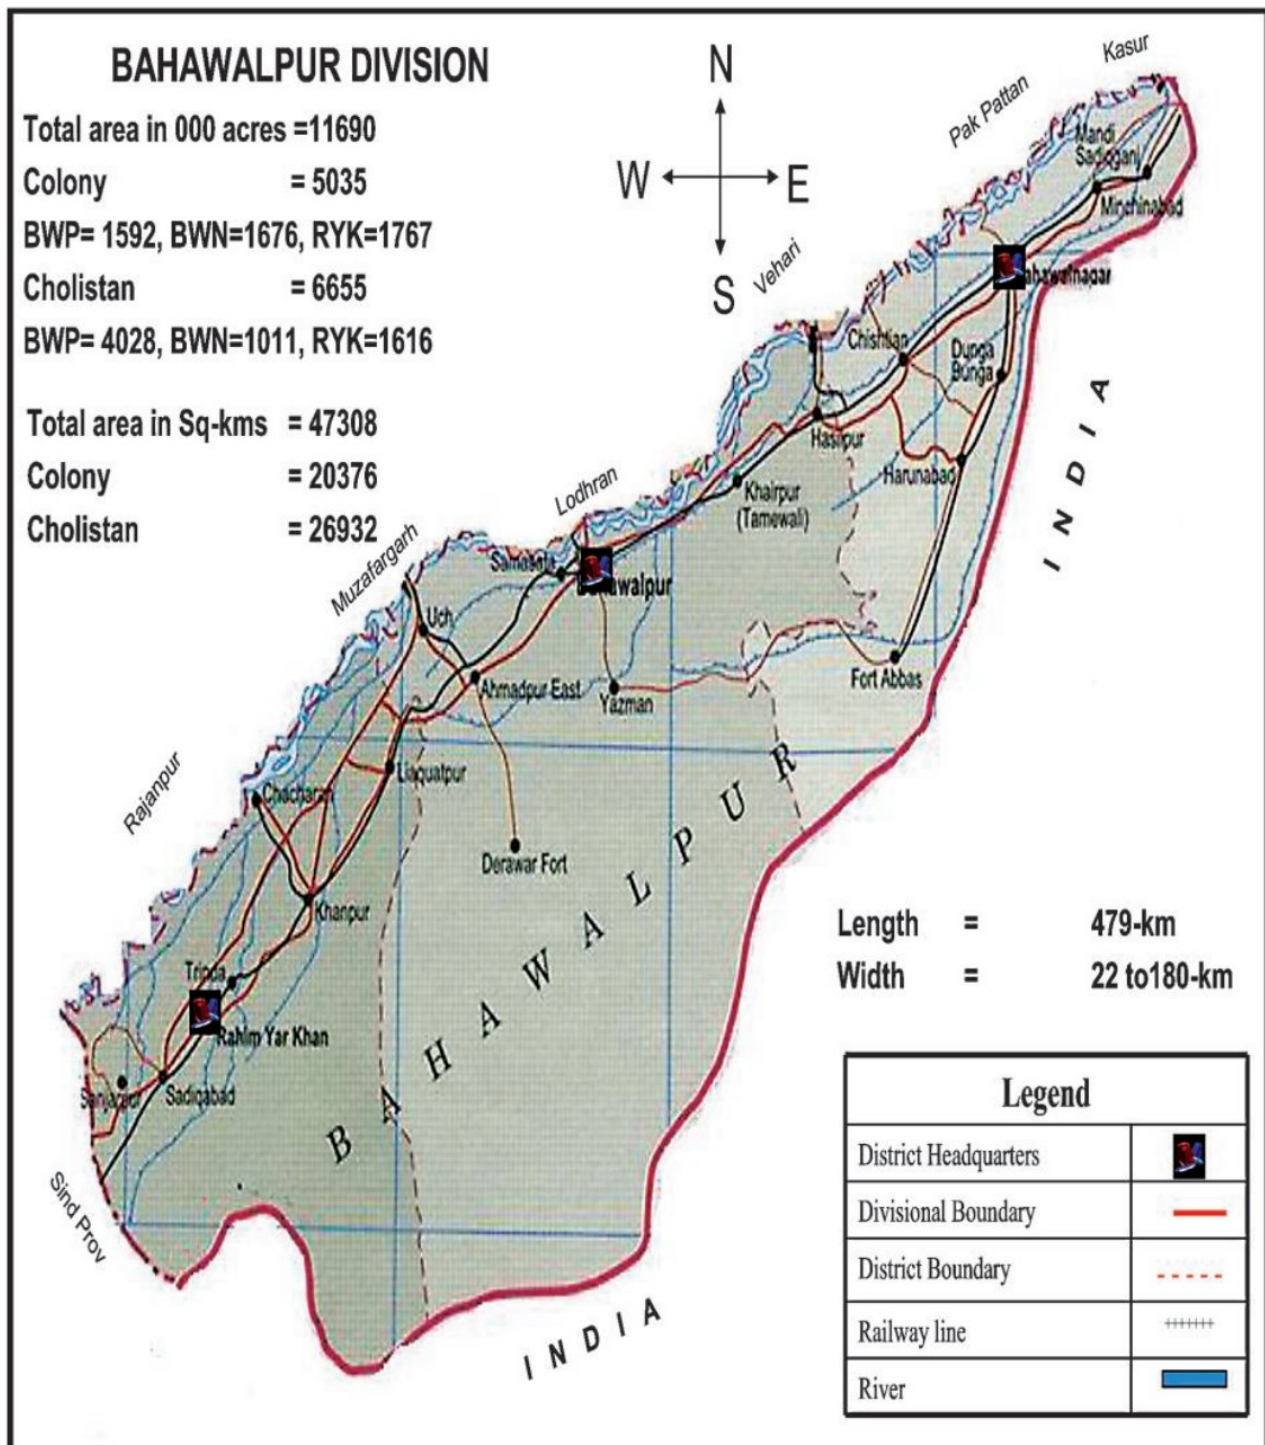 BAHAWALPUR DIVISION
Total area in 000 acres =11690
Colony = 5035
BWP= 1592, BWN=1676, RYK=1767
Cholistan = 6655
BWP= 4028, BWN=1011, RYK=1616
Total area in Sq-kms = 47308
Colony = 20376
Cholistan = 26932
N
W E
S
Kasur
Pak Pattan
Vehari
Lodhran
Muzafargarh
Rajanpur
Sind Prov
Mandi
Sadiqganj
Minchinabad
Chishtian
Dunga
Bunga
Hasilpur
Harunabad
Khairpur
(Tamewali)
Samasata
Uch
Ahmadpur East
Yazman
Fort Abbas
Liaquatpur
Chacharan
Derawar Fort
Khanpur
Rahim Yar Khan
Sadiqabad
BAHAWALPUR
INDIA
INDIA
Length = 479-km
Width = 22 to180-km
Legend
District Headquarters
Divisional Boundary
District Boundary
Railway line
River